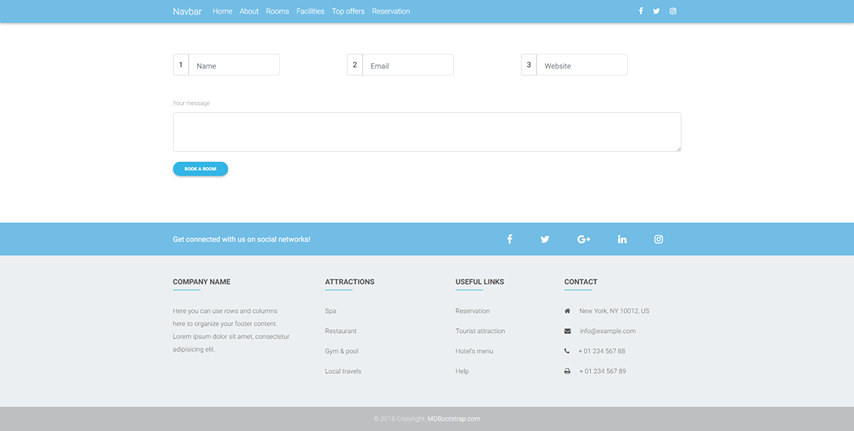 Navbar Home About Rooms Facilities Top offers Reservation
1 Name 2 Email 3 Website
Your message
BOOK A ROOM
Get connected with us on social networks!
COMPANY NAME
Here you can use rows and columns
here to organize your footer content.
Lorem ipsum dolor sit amet, consectetur
adipisicing elit.
ATTRACTIONS
Spa
Restaurant
Gym & pool
Local travels
USEFUL LINKS
Reservation
Tourist attraction
Hotel's menu
Help
CONTACT
New York, NY 10012, US
info@example.com
+ 01 234 567 88
+ 01 234 567 89
© 2018 Copyright: MDBootstrap.com